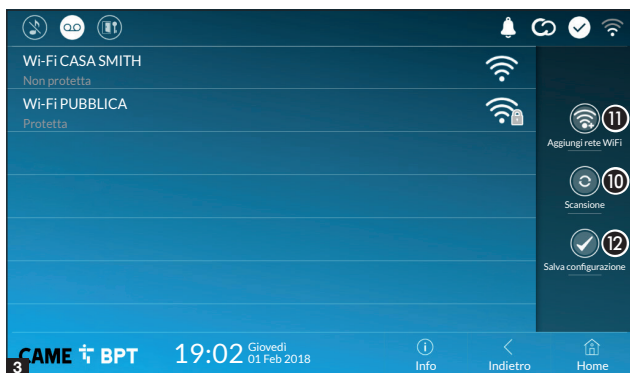 Wi-Fi CASA SMITH
Non protetta
Wi-Fi PUBBLICA
Protetta
11
Aggiungi rete WiFi
10
Scansione
12
Salva configurazione
3
CAME BPT
19:02
Giovedì
01 Feb 2018
Info
Indietro
Home